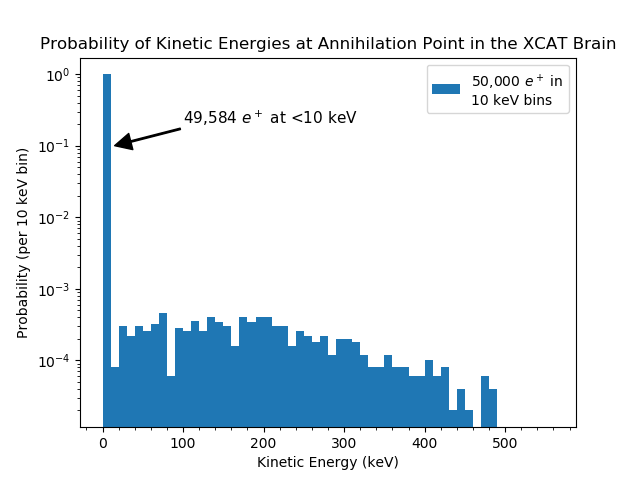 Probability of Kinetic Energies at Annihilation Point in the XCAT Brain
10⁰
10⁻¹
10⁻²
10⁻³
10⁻⁴
Probability (per 10 keV bin)
49,584 e⁺ at <10 keV
50,000 e⁺ in
10 keV bins
0 100 200 300 400 500
Kinetic Energy (keV)